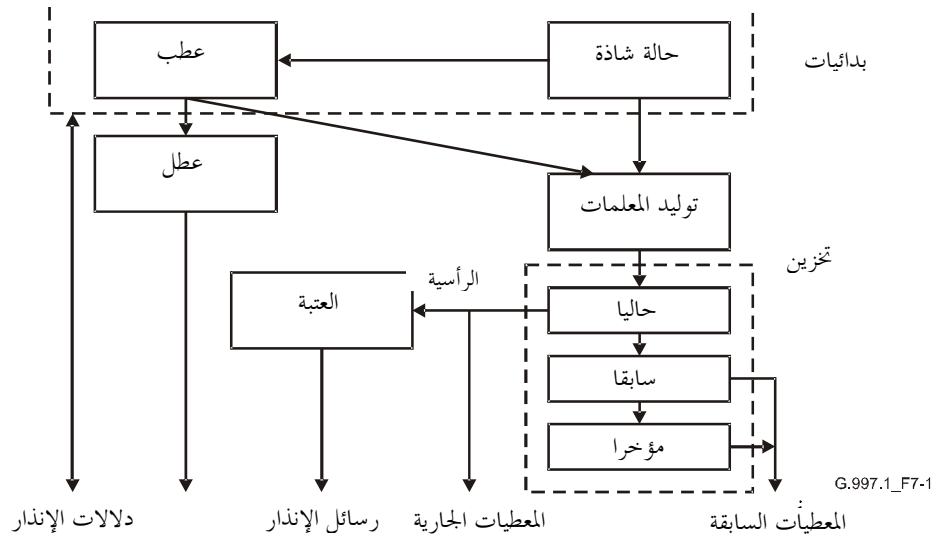 عطب
حالة شاذة
بدائيات
عطل
توليد المعلمات
تخزين
الرأسية
العتبة
حاليا
سابقا
مؤخرا
G.997.1_F7-1
دلالات الإنذار
رسائل الإنذار
المعطيات الجارية
المعطيات السابقة